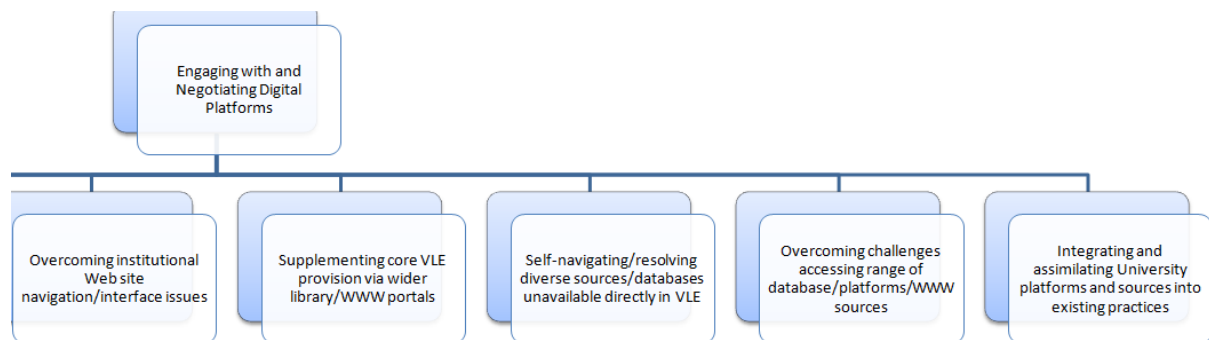 Engaging with and
Negotiating Digital
Platforms
Overcoming institutional
Web site
navigation/interface issues
Supplementing core VLE
provision via wider
library/WWW portals
Self-navigating/resolving
diverse sources/databases
unavailable directly in VLE
Overcoming challenges
accessing range of
database/platforms/WWW
sources
Integrating and
assimilating University
platforms and sources into
existing practices